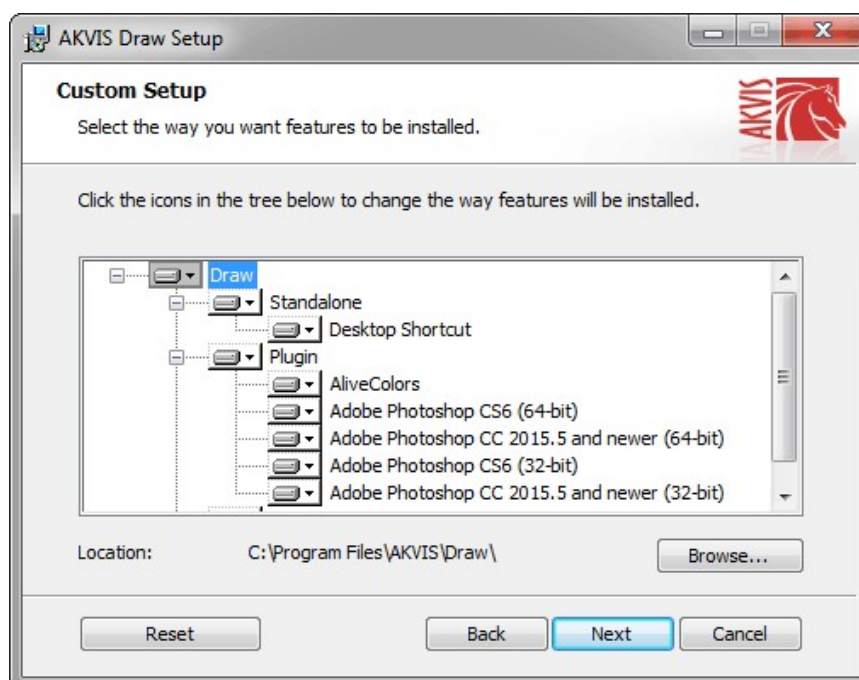 AKVIS Draw Setup
Custom Setup
Select the way you want features to be installed.
AKVIS
Click the icons in the tree below to change the way features will be installed.
Draw
Standalone
Desktop Shortcut
Plugin
AliveColors
Adobe Photoshop CS6 (64-bit)
Adobe Photoshop CC 2015.5 and newer (64-bit)
Adobe Photoshop CS6 (32-bit)
Adobe Photoshop CC 2015.5 and newer (32-bit)
Location: C:\Program Files\AKVIS\Draw\ Browse...
Reset Back Next Cancel